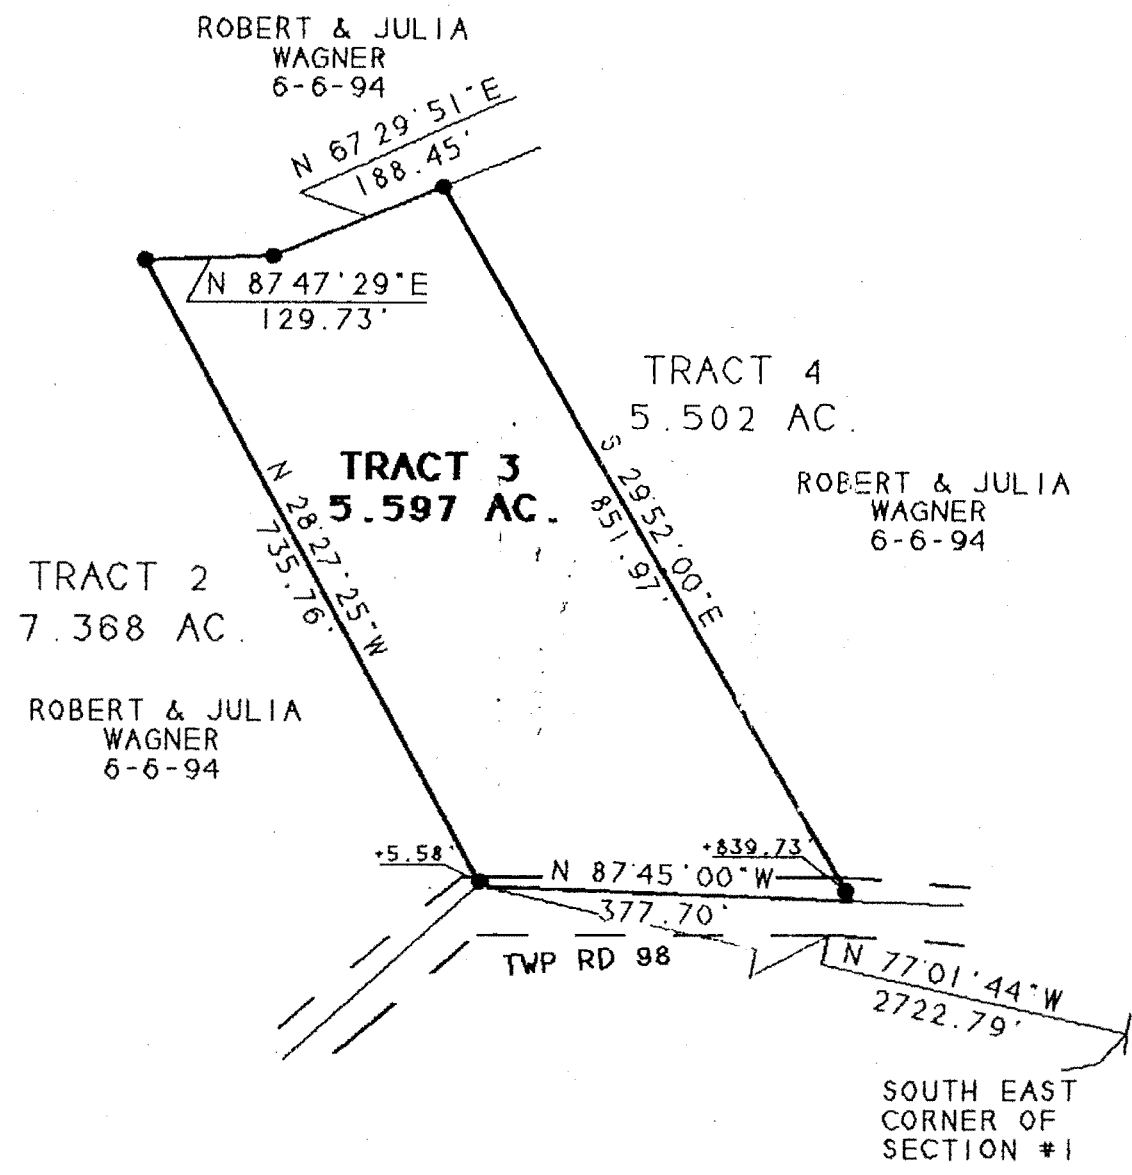 ROBERT & JULIA
WAGNER
6-6-94
N 67°29'51"E
188.45'
N 87°47'29"E
129.73'
TRACT 4
5.502 AC.
TRACT 3
5.597 AC.
S 29°52'00"E
851.97'
ROBERT & JULIA
WAGNER
6-6-94
N 28°27'25"W
735.76'
TRACT 2
7.368 AC.
ROBERT & JULIA
WAGNER
6-6-94
+5.58'
+839.73'
N 87°45'00"W
377.70'
TWP RD 98
N 77°01'44"W
2722.79'
SOUTH EAST
CORNER OF
SECTION #1